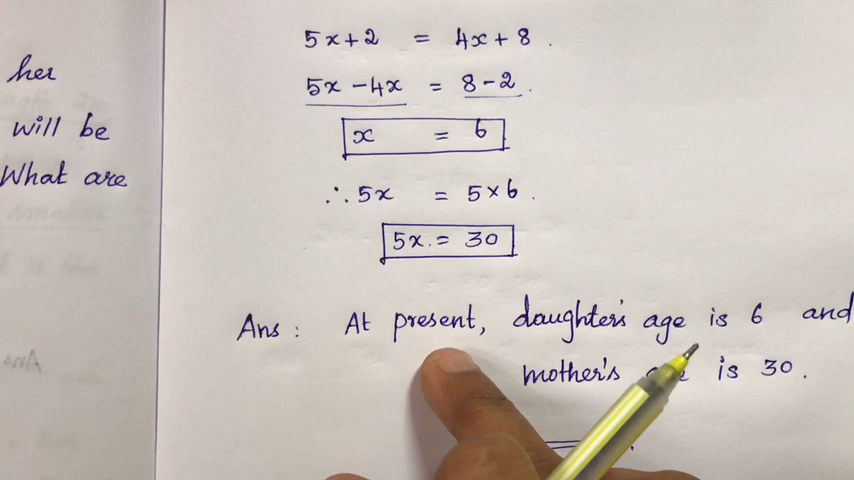 her
will be
What are
5x+2 = 4x+8.
5x-4x = 8-2.
x = 6
∴ 5x = 5×6.
5x. = 30
Ans: At present, daughter's age is 6 and
mother's age is 30.